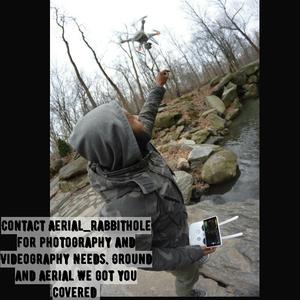 CONTACT AERIAL_RABBITHOLE
FOR PHOTOGRAPHY AND
VIDEOGRAPHY NEEDS, GROUND
AND AERIAL WE GOT YOU
COVERED